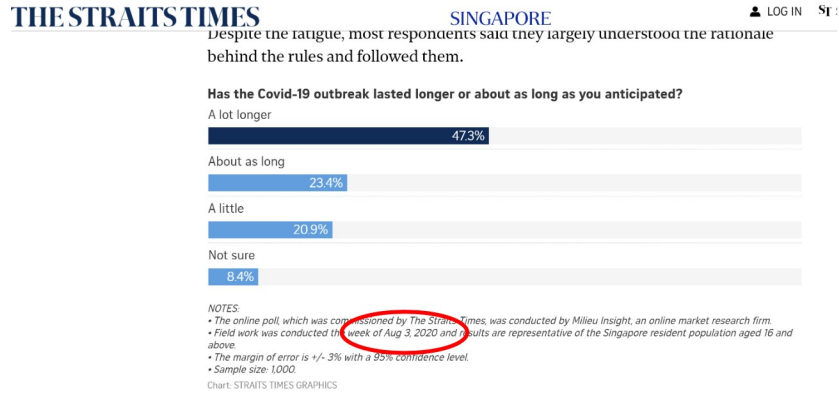 THE STRAITS TIMES SINGAPORE LOG IN ST
Despite the fatigue, most respondents said they largely understood the rationale
behind the rules and followed them.
Has the Covid-19 outbreak lasted longer or about as long as you anticipated?
A lot longer
47.3%
About as long
23.4%
A little
20.9%
Not sure
8.4%
NOTES:
• The online poll, which was commissioned by The Straits Times, was conducted by Milieu Insight, an online market research firm.
• Field work was conducted the week of Aug 3, 2020 and results are representative of the Singapore resident population aged 16 and
above.
• The margin of error is +/- 3% with a 95% confidence level.
• Sample size: 1,000.
Chart: STRAITS TIMES GRAPHICS